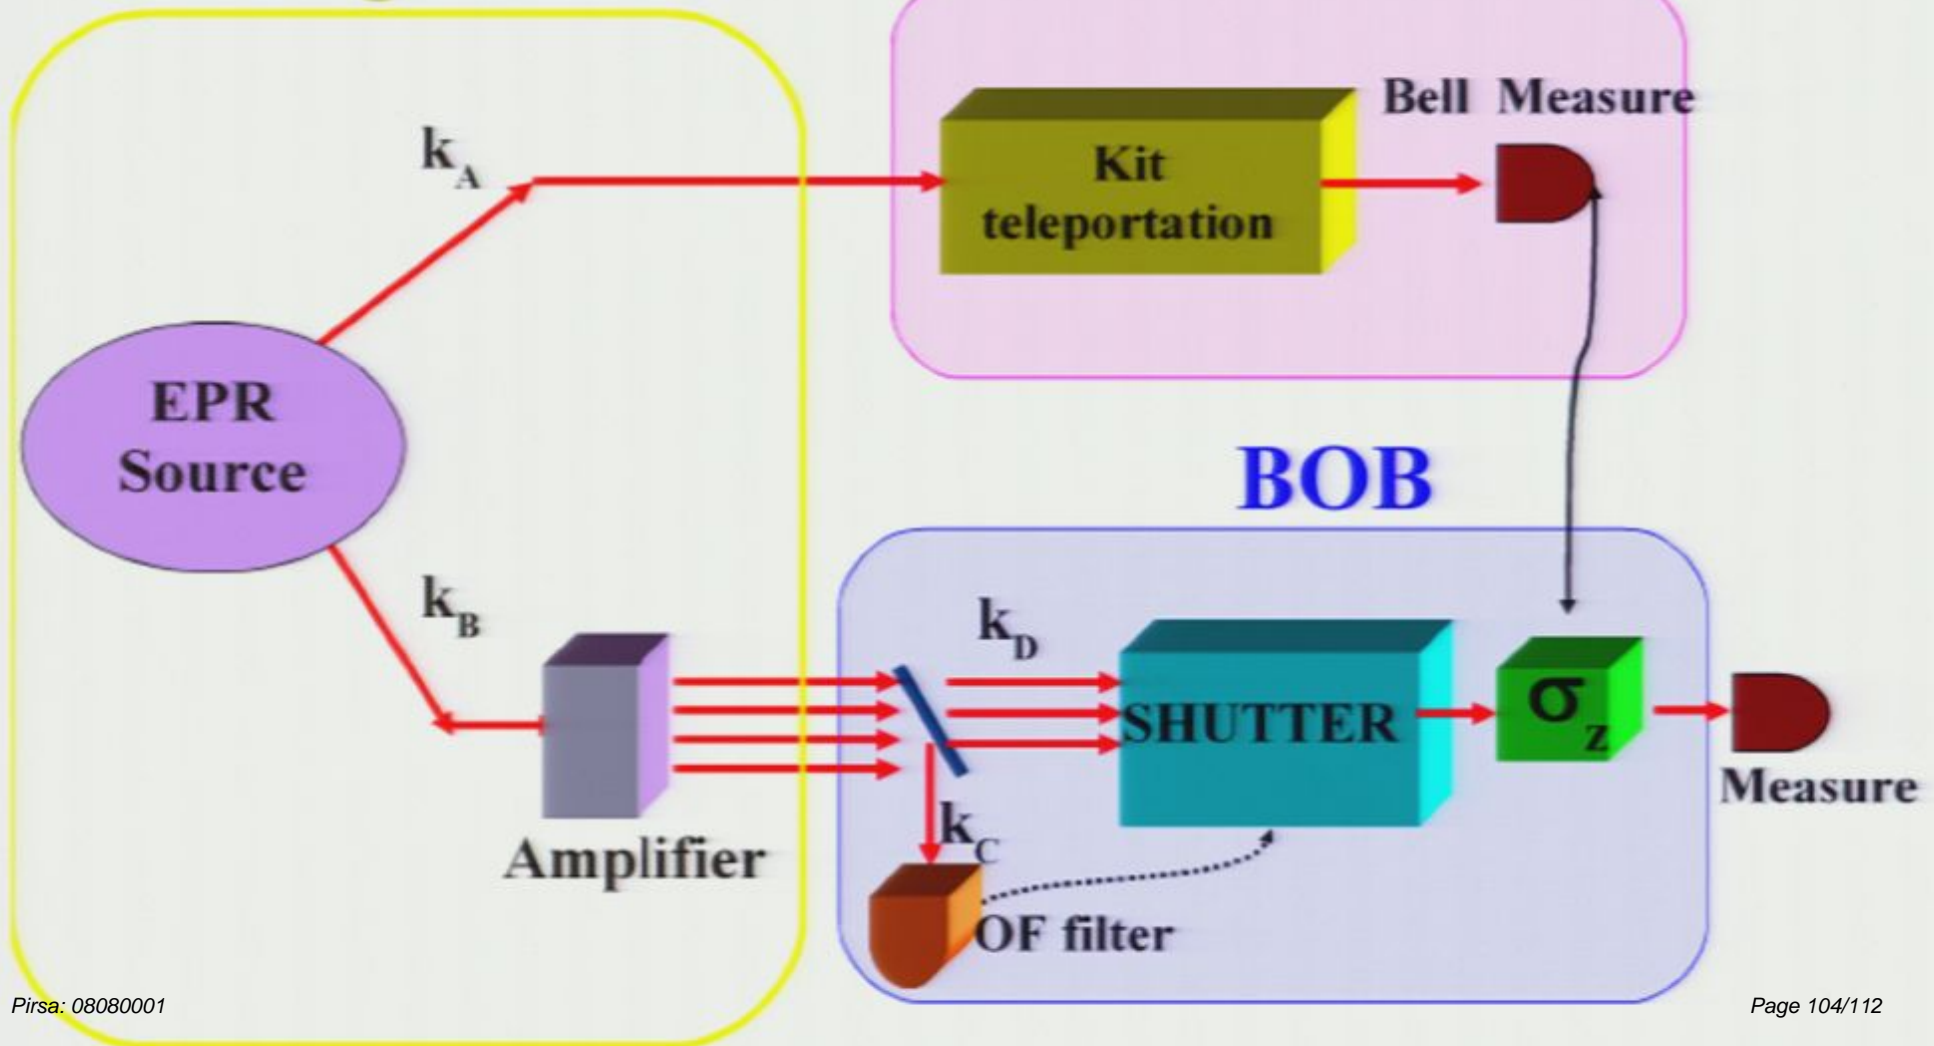 k_A
Bell Measure
Kit
teleportation
EPR
Source
BOB
k_B
k_D
SHUTTER
σ_z
Measure
k_C
Amplifier
OF filter
Pirsa: 08080001
Page 104/112